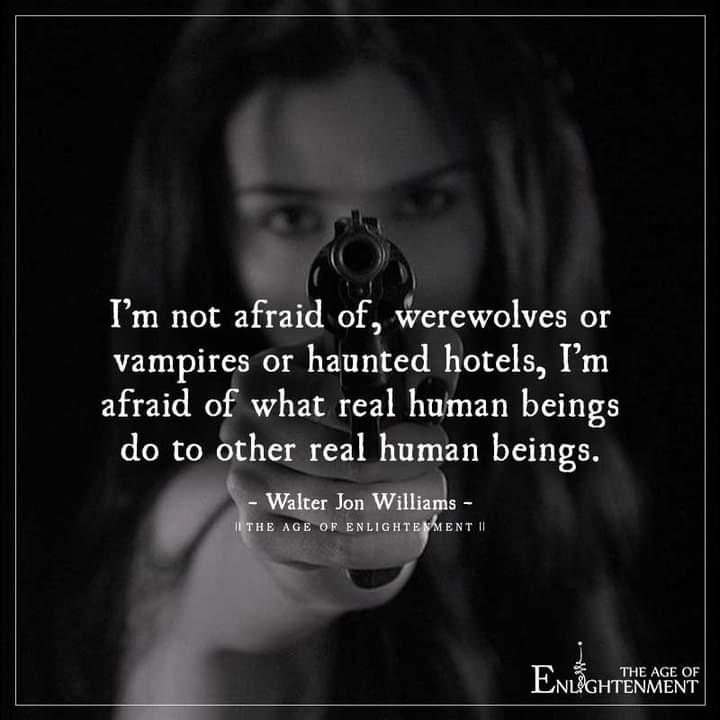 I'm not afraid of, werewolves or
vampires or haunted hotels, I'm
afraid of what real human beings
do to other real human beings.
- Walter Jon Williams -
|| THE AGE OF ENLIGHTENMENT ||
THE AGE OF
ENLIGHTENMENT